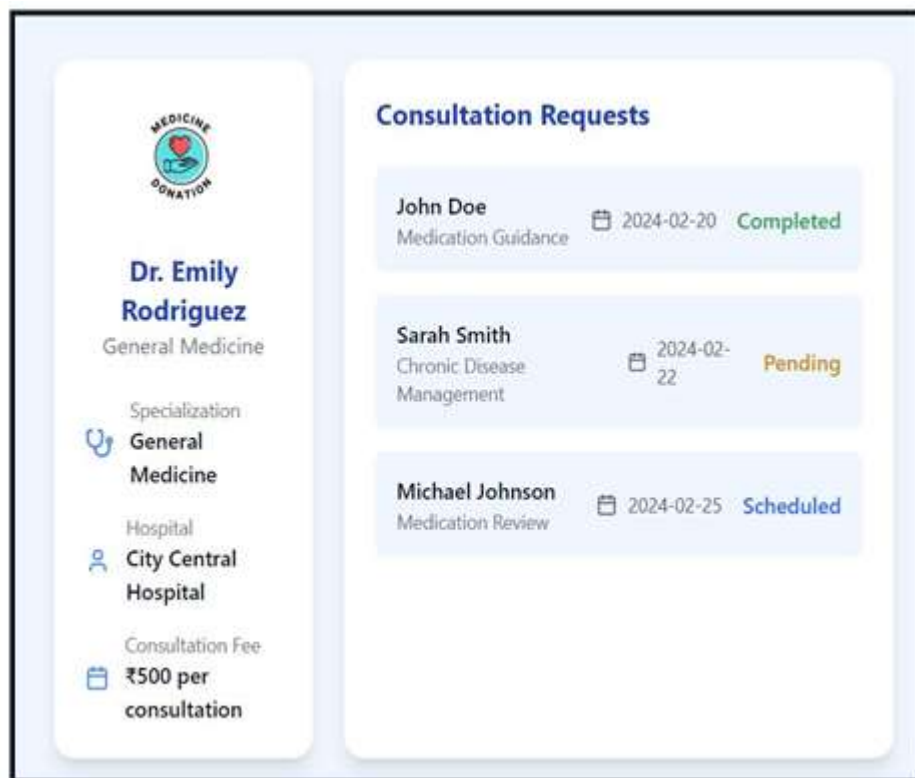 MEDICINE
DONATION
Dr. Emily
Rodriguez
General Medicine
Specialization
General
Medicine
Hospital
City Central
Hospital
Consultation Fee
₹500 per
consultation
Consultation Requests
John Doe
Medication Guidance
2024-02-20
Completed
Sarah Smith
Chronic Disease
Management
2024-02-
22
Pending
Michael Johnson
Medication Review
2024-02-25
Scheduled